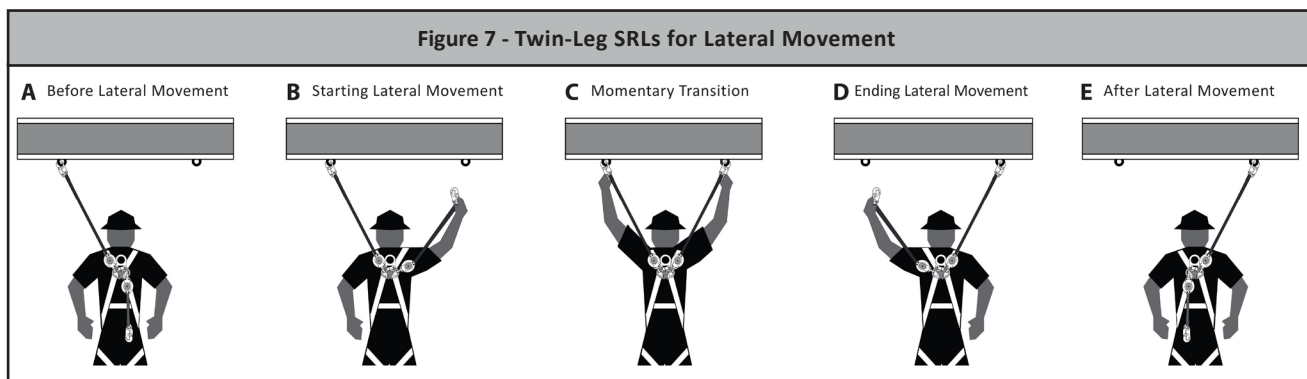 Figure 7 - Twin-Leg SRLs for Lateral Movement
A Before Lateral Movement
B Starting Lateral Movement
C Momentary Transition
D Ending Lateral Movement
E After Lateral Movement